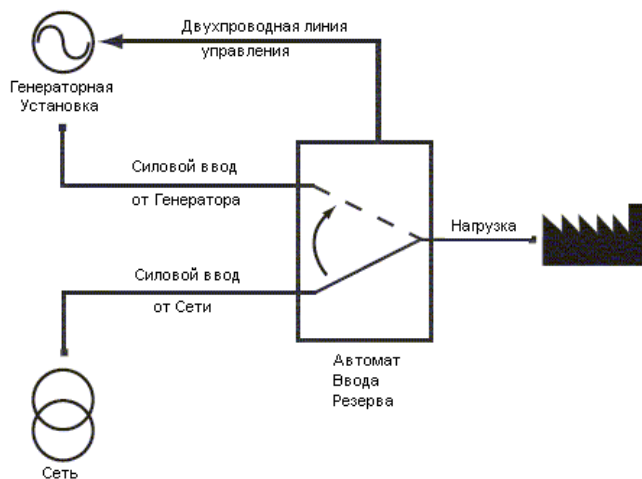 Двухпроводная линия
управления
Генераторная
Установка
Силовой ввод
от Генератора
Нагрузка
Силовой ввод
от Сети
Автомат
Ввода
Резерва
Сеть